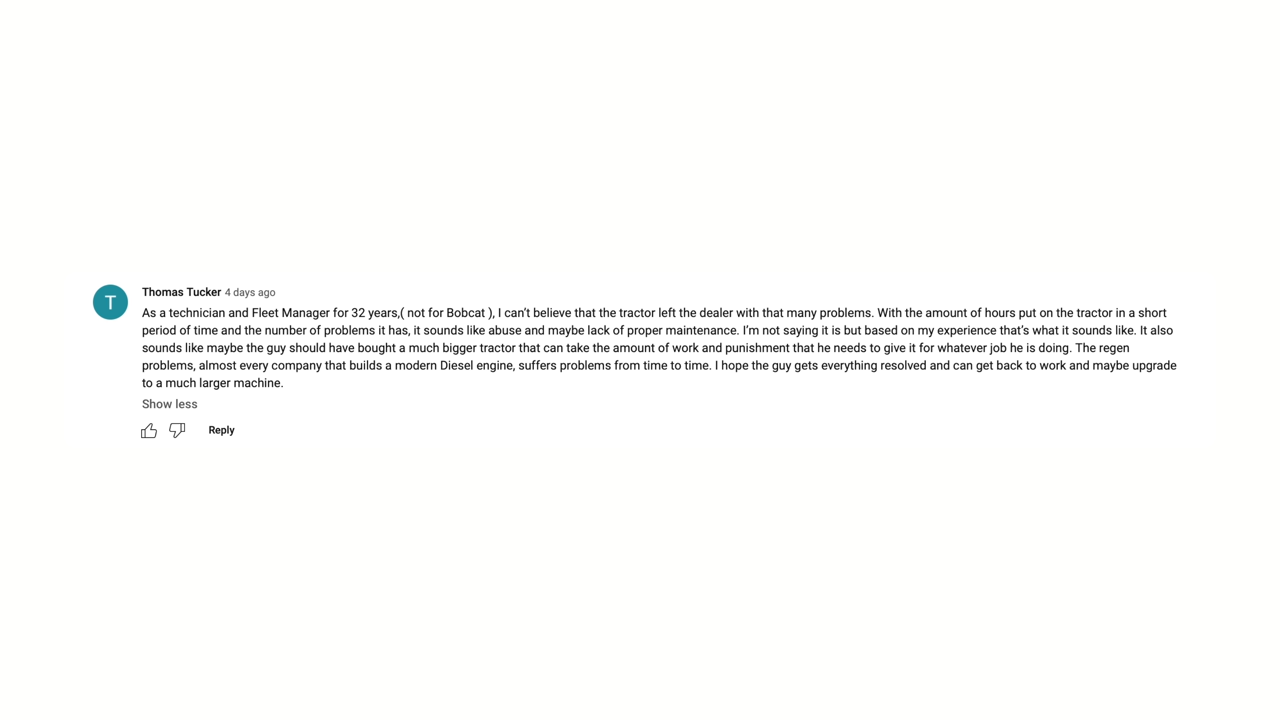 T
Thomas Tucker 4 days ago
As a technician and Fleet Manager for 32 years,( not for Bobcat ), I can't believe that the tractor left the dealer with that many problems. With the amount of hours put on the tractor in a short
period of time and the number of problems it has, it sounds like abuse and maybe lack of proper maintenance. I'm not saying it is but based on my experience that's what it sounds like. It also
sounds like maybe the guy should have bought a much bigger tractor that can take the amount of work and punishment that he needs to give it for whatever job he is doing. The regen
problems, almost every company that builds a modern Diesel engine, suffers problems from time to time. I hope the guy gets everything resolved and can get back to work and maybe upgrade
to a much larger machine.
Show less
Reply